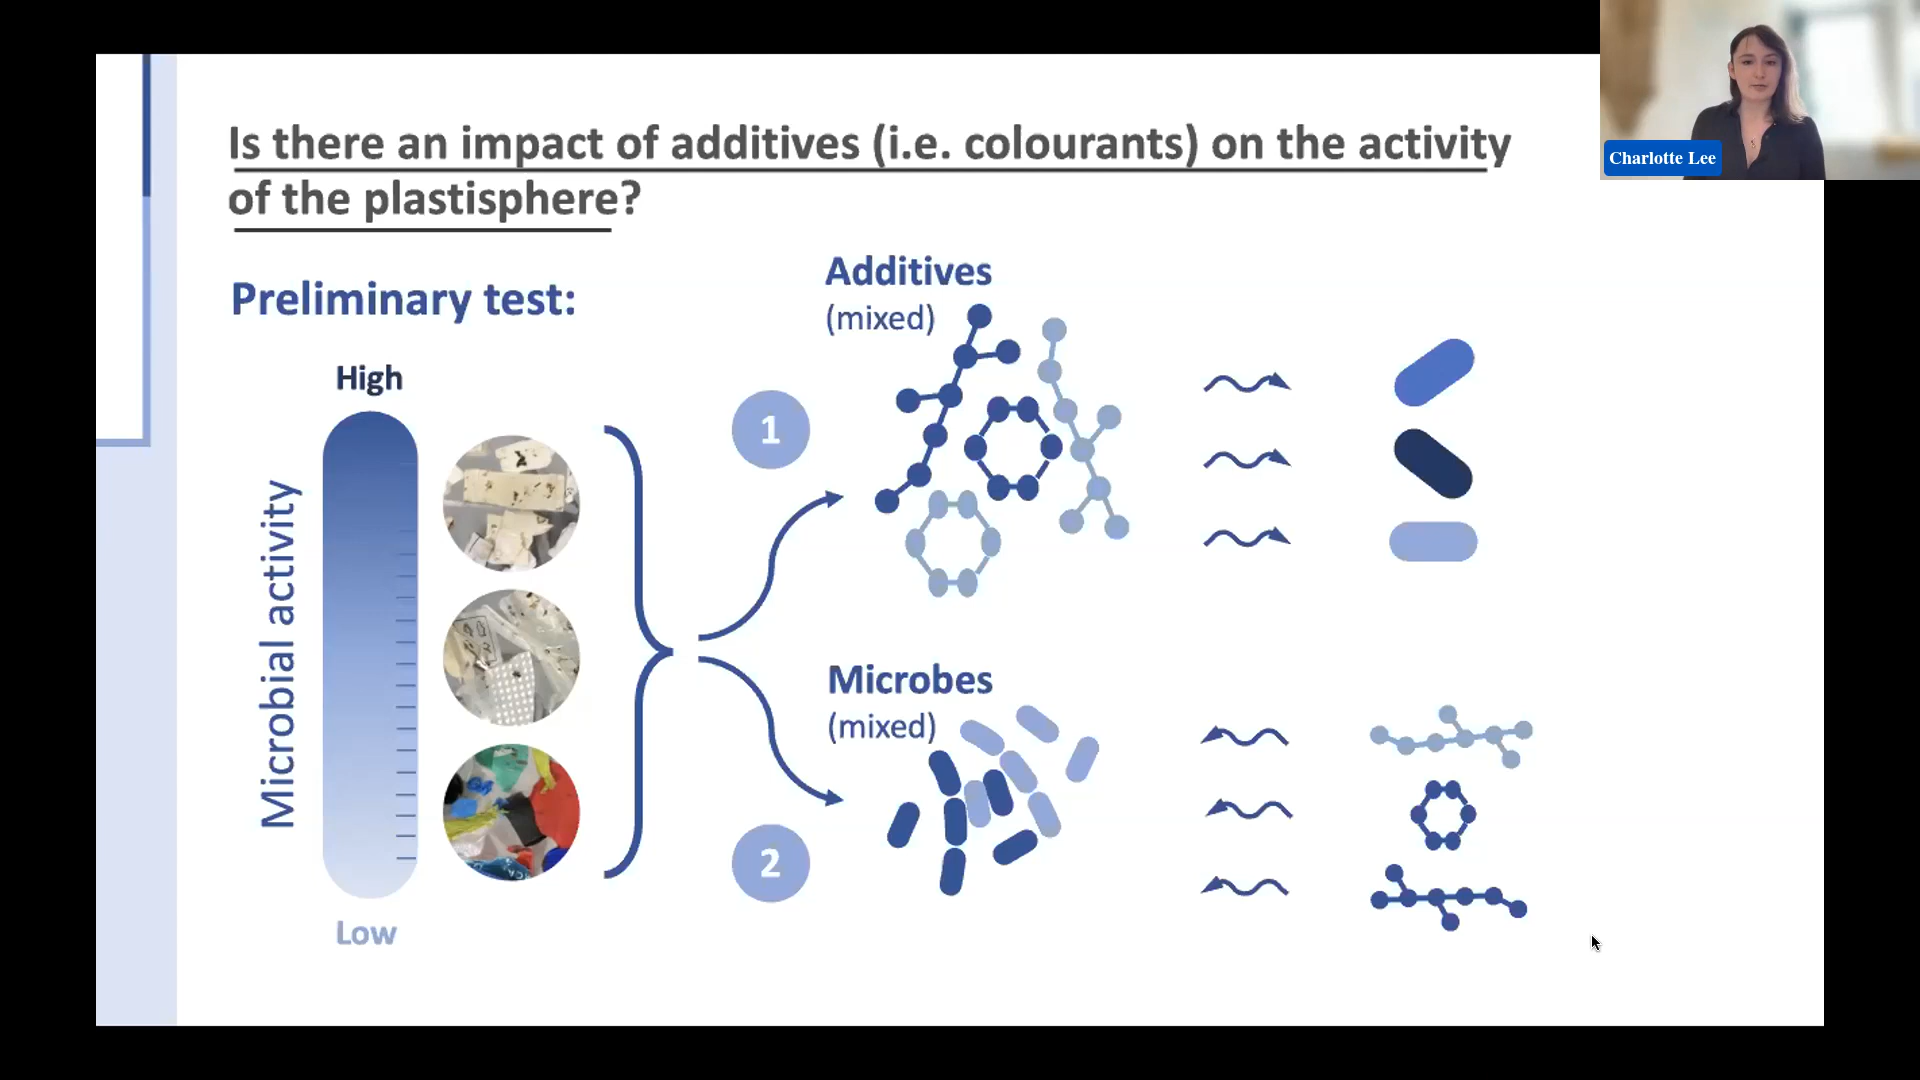 Is there an impact of additives (i.e. colourants) on the activity
of the plastisphere?
Charlotte Lee
Preliminary test:
High
Microbial activity
Low
1
Additives
(mixed)
2
Microbes
(mixed)